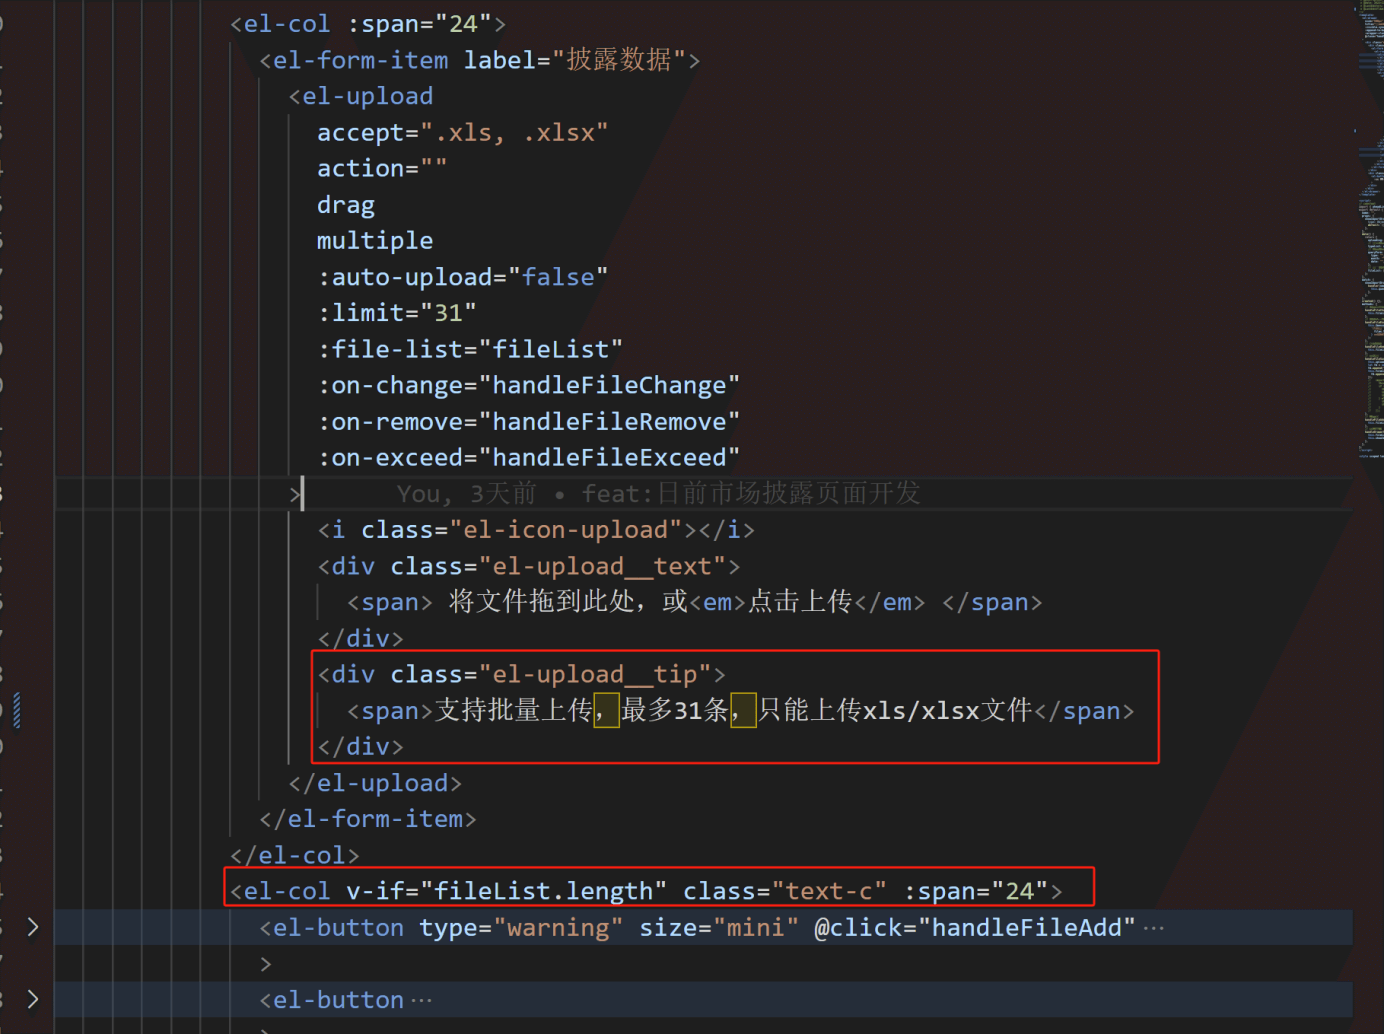 <el-col :span="24">
<el-form-item label="披露数据">
<el-upload
accept=".xls, .xlsx"
action=""
drag
multiple
:auto-upload="false"
:limit="31"
:file-list="fileList"
:on-change="handleFileChange"
:on-remove="handleFileRemove"
:on-exceed="handleFileExceed"
> You, 3天前 • feat:日前市场披露页面开发
<i class="el-icon-upload"></i>
<div class="el-upload__text">
<span> 将文件拖到此处，或<em>点击上传</em> </span>
</div>
<div class="el-upload__tip">
<span>支持批量上传，最多31条，只能上传xls/xlsx文件</span>
</div>
</el-upload>
</el-form-item>
</el-col>
<el-col v-if="fileList.length" class="text-c" :span="24">
<el-button type="warning" size="mini" @click="handleFileAdd"⋯
>
<el-button⋯